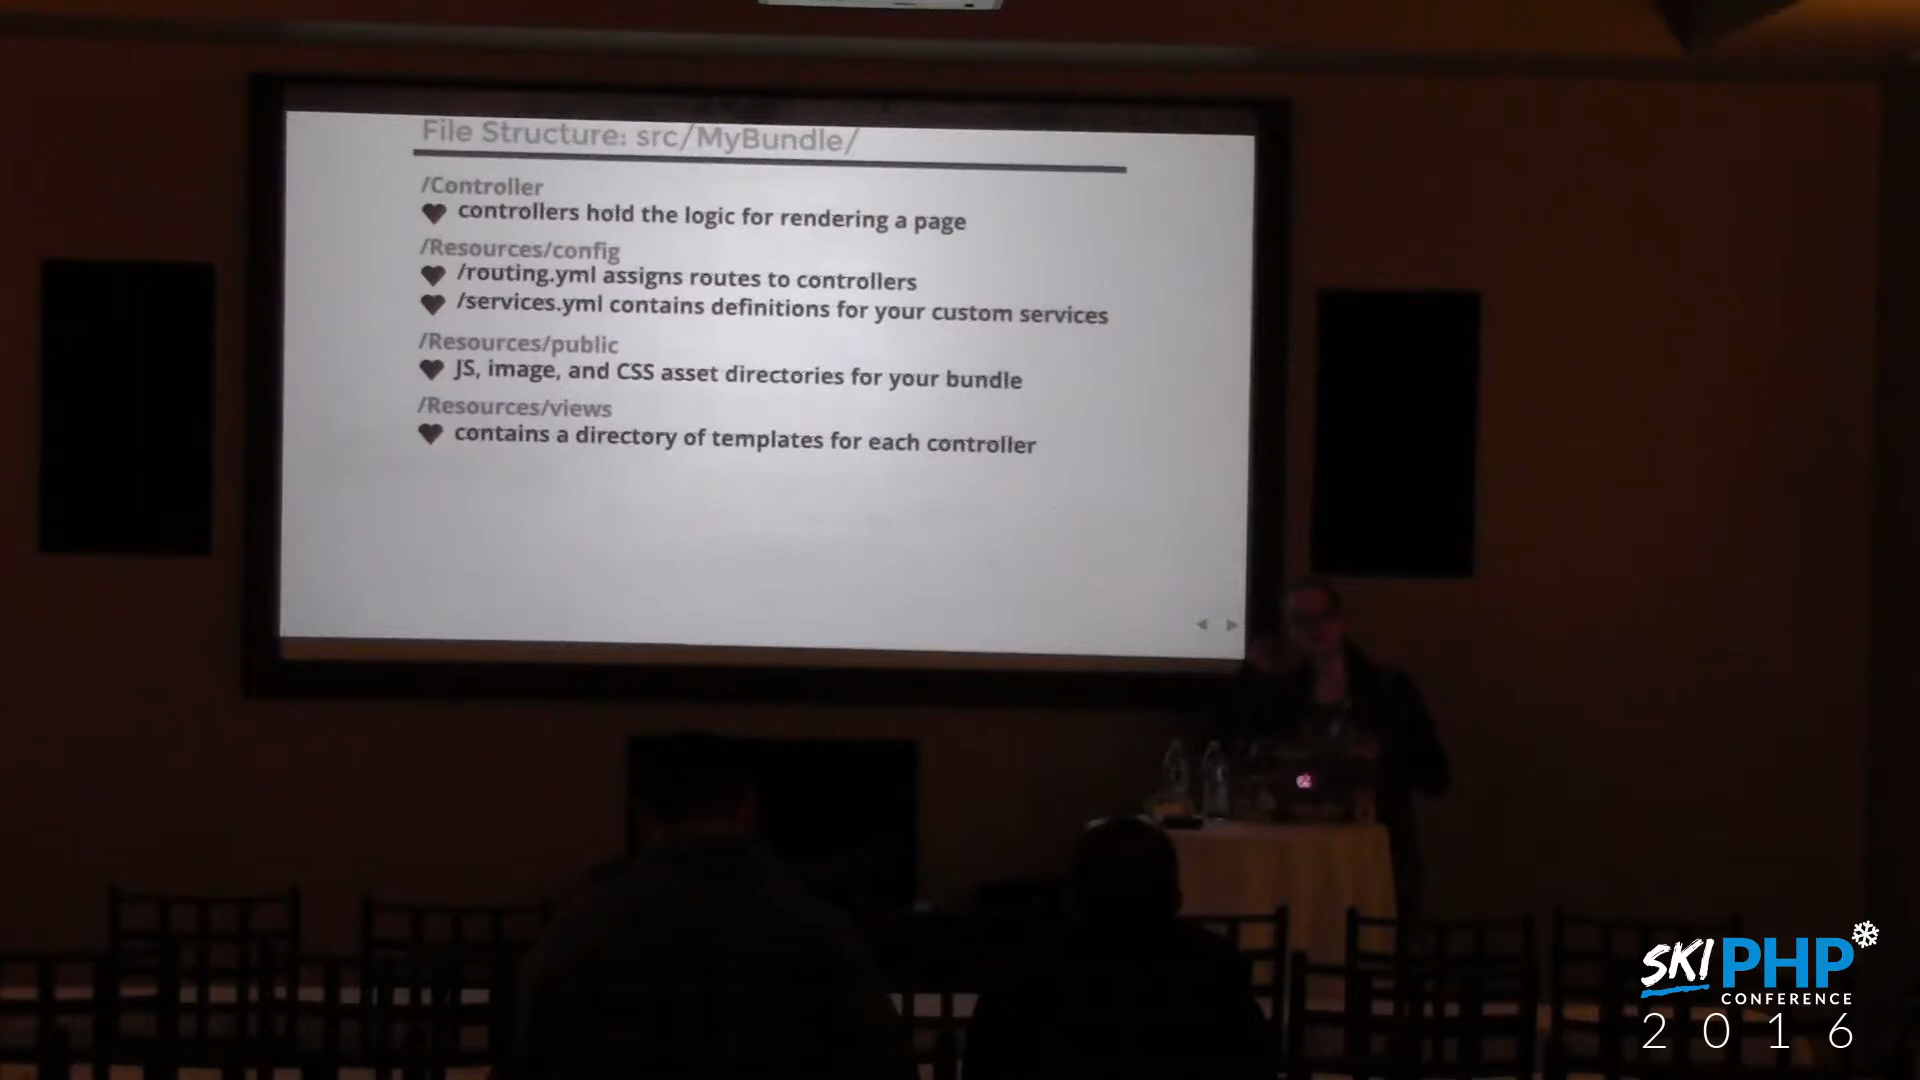 File Structure: src/MyBundle/
/Controller
controllers hold the logic for rendering a page
/Resources/config
/routing.yml assigns routes to controllers
/services.yml contains definitions for your custom services
/Resources/public
JS, image, and CSS asset directories for your bundle
/Resources/views
contains a directory of templates for each controller
SKI PHP
CONFERENCE
2016